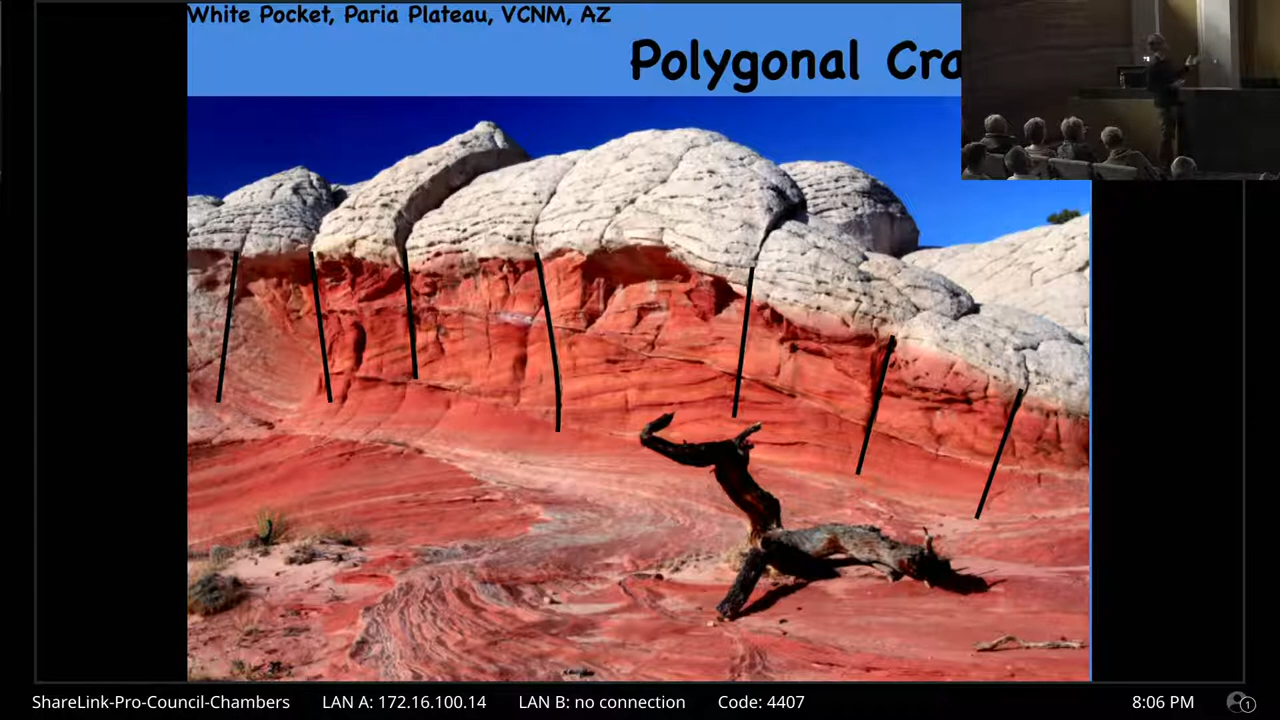 White Pocket, Paria Plateau, VCNM, AZ
Polygonal Cra
ShareLink-Pro-Council-Chambers LAN A: 172.16.100.14 LAN B: no connection Code: 4407 8:06 PM 1